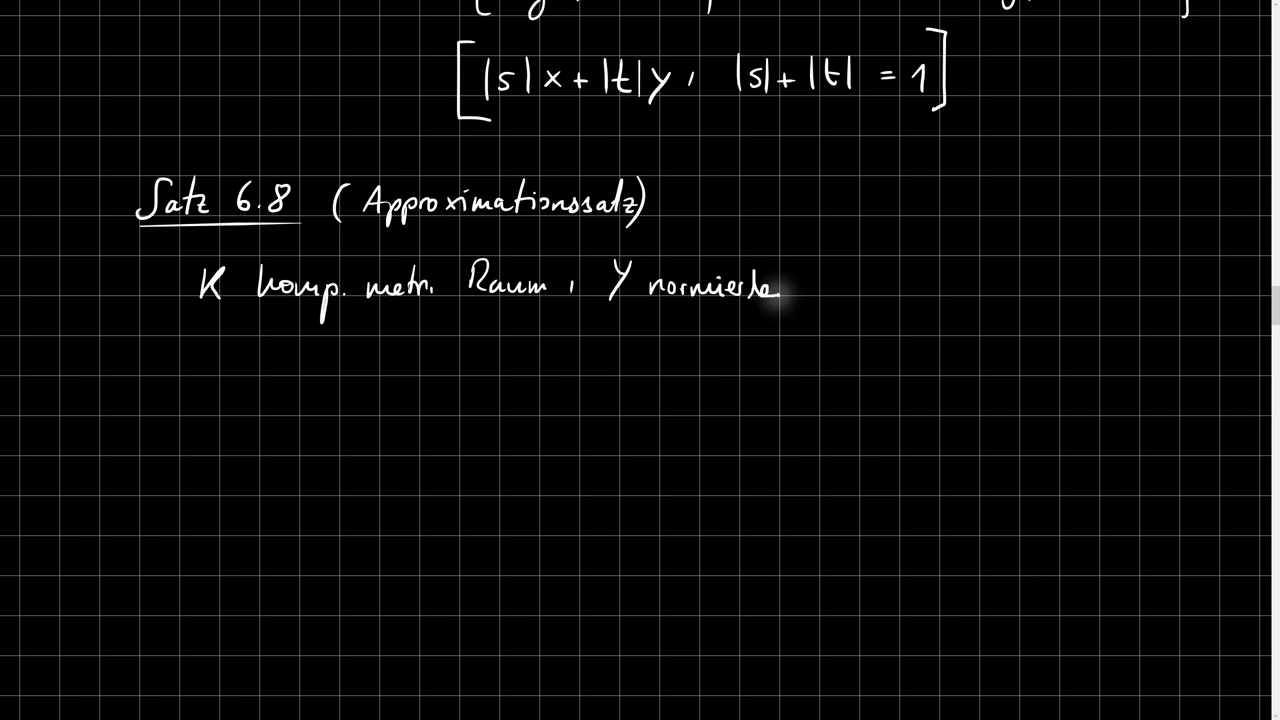 [|s|x + |t|y, |s| + |t| = 1]
Satz 6.8 (Approximationssatz)
K komp. metr. Raum, Y normierte